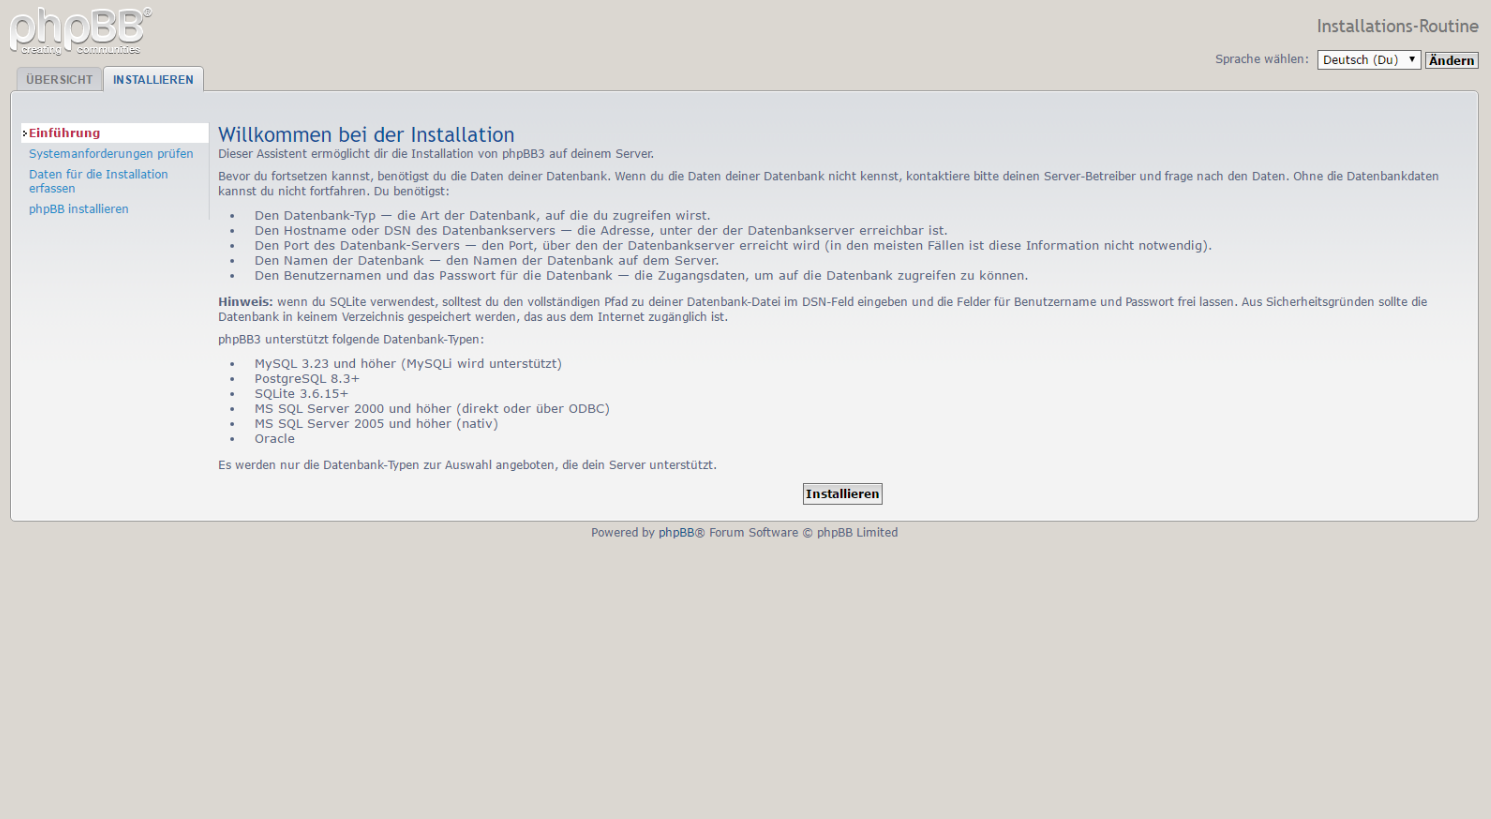 phpBB®
creating communities
Installations-Routine
Sprache wählen: Deutsch (Du) Ändern
ÜBERSICHT INSTALLIEREN
Einführung
Systemanforderungen prüfen
Daten für die Installation
erfassen
phpBB installieren
Willkommen bei der Installation
Dieser Assistent ermöglicht dir die Installation von phpBB3 auf deinem Server.
Bevor du fortsetzen kannst, benötigst du die Daten deiner Datenbank. Wenn du die Daten deiner Datenbank nicht kennst, kontaktiere bitte deinen Server-Betreiber und frage nach den Daten. Ohne die Datenbankdaten
kannst du nicht fortfahren. Du benötigst:
• Den Datenbank-Typ — die Art der Datenbank, auf die du zugreifen wirst.
• Den Hostname oder DSN des Datenbankservers — die Adresse, unter der der Datenbankserver erreichbar ist.
• Den Port des Datenbank-Servers — den Port, über den der Datenbankserver erreicht wird (in den meisten Fällen ist diese Information nicht notwendig).
• Den Namen der Datenbank — den Namen der Datenbank auf dem Server.
• Den Benutzernamen und das Passwort für die Datenbank — die Zugangsdaten, um auf die Datenbank zugreifen zu können.
Hinweis: wenn du SQLite verwendest, solltest du den vollständigen Pfad zu deiner Datenbank-Datei im DSN-Feld eingeben und die Felder für Benutzername und Passwort frei lassen. Aus Sicherheitsgründen sollte die
Datenbank in keinem Verzeichnis gespeichert werden, das aus dem Internet zugänglich ist.
phpBB3 unterstützt folgende Datenbank-Typen:
• MySQL 3.23 und höher (MySQLi wird unterstützt)
• PostgreSQL 8.3+
• SQLite 3.6.15+
• MS SQL Server 2000 und höher (direkt oder über ODBC)
• MS SQL Server 2005 und höher (nativ)
• Oracle
Es werden nur die Datenbank-Typen zur Auswahl angeboten, die dein Server unterstützt.
Installieren
Powered by phpBB® Forum Software © phpBB Limited